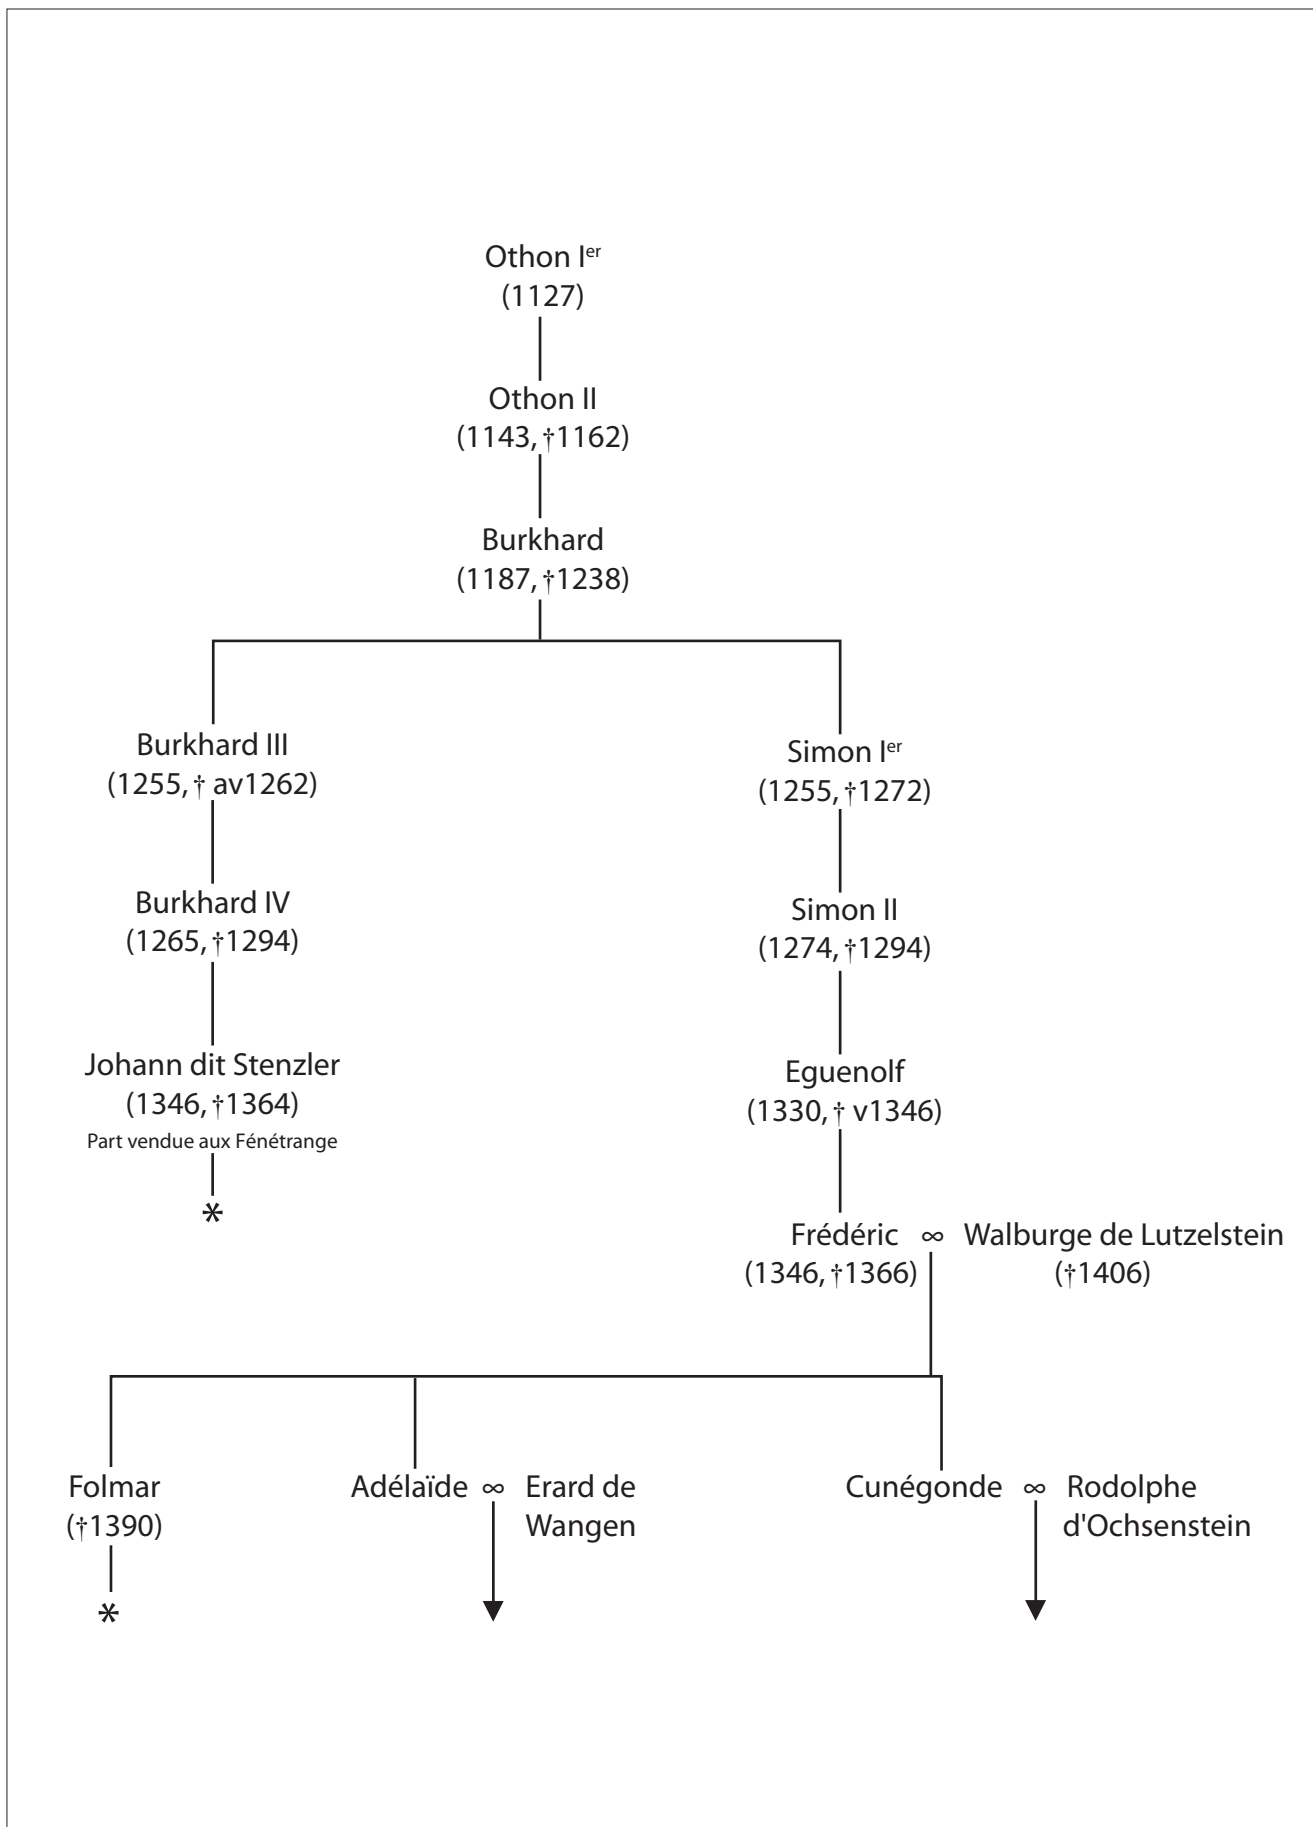 Othon Ier
(1127)
Othon II
(1143, †1162)
Burkhard
(1187, †1238)
Burkhard III
(1255, † av1262)
Simon Ier
(1255, †1272)
Burkhard IV
(1265, †1294)
Simon II
(1274, †1294)
Johann dit Stenzler
(1346, †1364)
Part vendue aux Fénétrange
*
Eguenolf
(1330, † v1346)
Frédéric ∞ Walburge de Lutzelstein
(1346, †1366) (†1406)
Folmar
(†1390)
*
Adélaïde ∞ Erard de
Wangen
Cunégonde ∞ Rodolphe
d'Ochsenstein